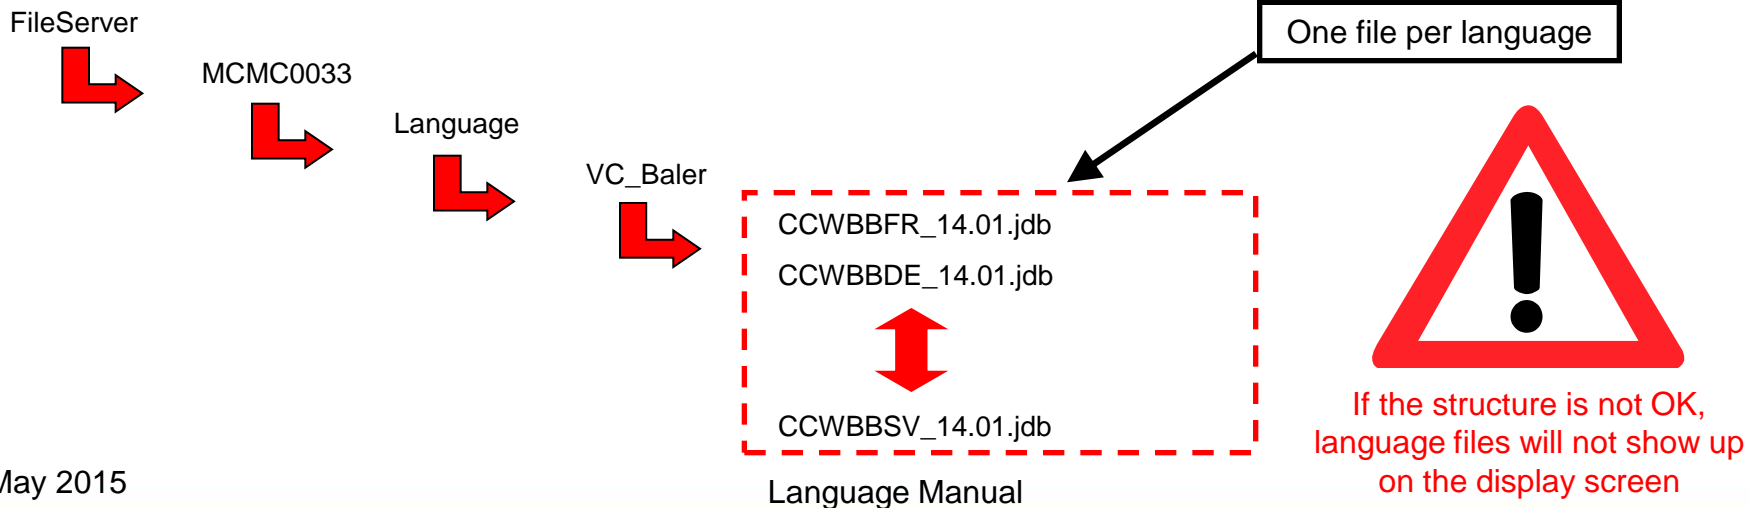 FileServer
MCMC0033
Language
VC_Baler
One file per language
CCWBBFR_14.01.jdb
CCWBBDE_14.01.jdb
CCWBBSV_14.01.jdb
If the structure is not OK,
language files will not show up
on the display screen
May 2015
Language Manual